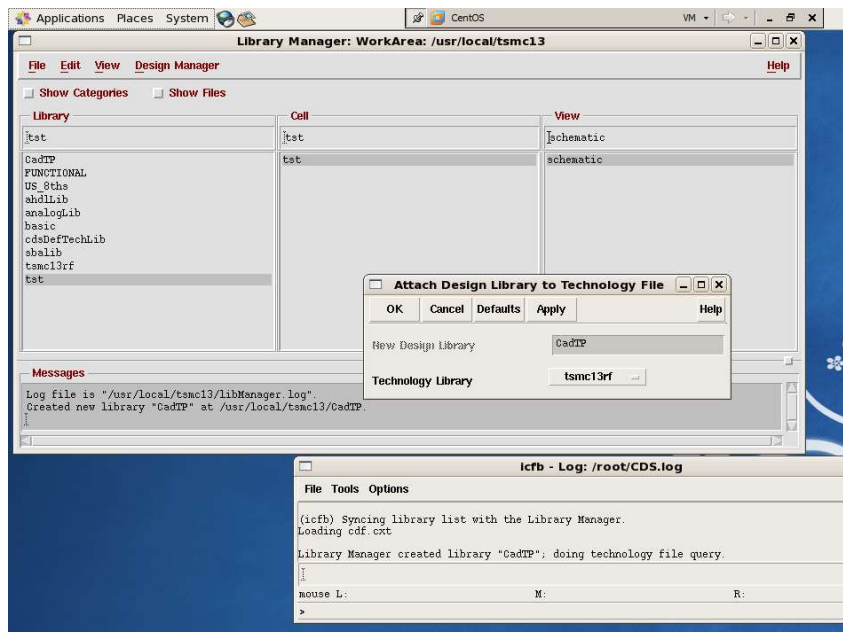 Applications Places System CentOS VM
Library Manager: WorkArea: /usr/local/tsmc13
File Edit View Design Manager Help
Show Categories Show Files
Library Cell View
tst tst schematic
CadTP tst schematic
FUNCTIONAL
US_8ths
ahdlLib
analogLib
basic
cdsDefTechLib
sbalib
tsmc13rf
tst
Attach Design Library to Technology File
OK Cancel Defaults Apply Help
New Design Library CadTP
Technology Library tsmc13rf
Messages
Log file is "/usr/local/tsmc13/libManager.log".
Created new library "CadTP" at /usr/local/tsmc13/CadTP.
icfb - Log: /root/CDS.log
File Tools Options
(icfb) Syncing library list with the Library Manager.
Loading cdf.cxt
Library Manager created library "CadTP"; doing technology file query.
mouse L: M: R:
>